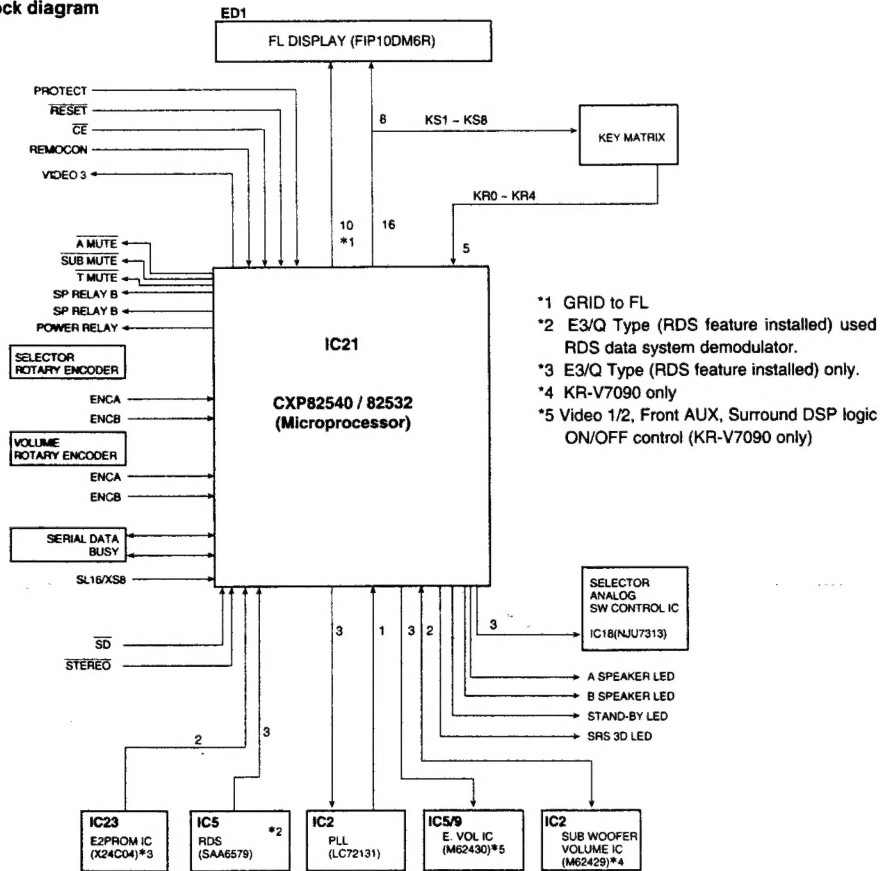 ock diagram
ED1
FL DISPLAY (FIP10DM6R)
PROTECT
RESET
CE
REMOCON
VIDEO 3
8 KS1 ~ KS8
KEY MATRIX
KR0 ~ KR4
10 16
*1
5
A MUTE
SUB MUTE
T MUTE
SP RELAY B
SP RELAY B
POWER RELAY
SELECTOR
ROTARY ENCODER
ENCA
ENCB
VOLUME
ROTARY ENCODER
ENCA
ENCB
SERIAL DATA
BUSY
SL16/XS8
SD
STEREO
IC21
CXP82540 / 82532
(Microprocessor)
*1 GRID to FL
*2 E3/Q Type (RDS feature installed) used
RDS data system demodulator.
*3 E3/Q Type (RDS feature installed) only.
*4 KR-V7090 only
*5 Video 1/2, Front AUX, Surround DSP logic
ON/OFF control (KR-V7090 only)
SELECTOR
ANALOG
SW CONTROL IC
IC18(NJU7313)
3 1 3 2 3
A SPEAKER LED
B SPEAKER LED
STAND-BY LED
SRS 3D LED
2 3
IC23
E2PROM IC
(X24C04)*3
IC5
RDS *2
(SAA6579)
IC2
PLL
(LC72131)
IC5/9
E. VOL IC
(M62430)*5
IC2
SUB WOOFER
VOLUME IC
(M62429)*4